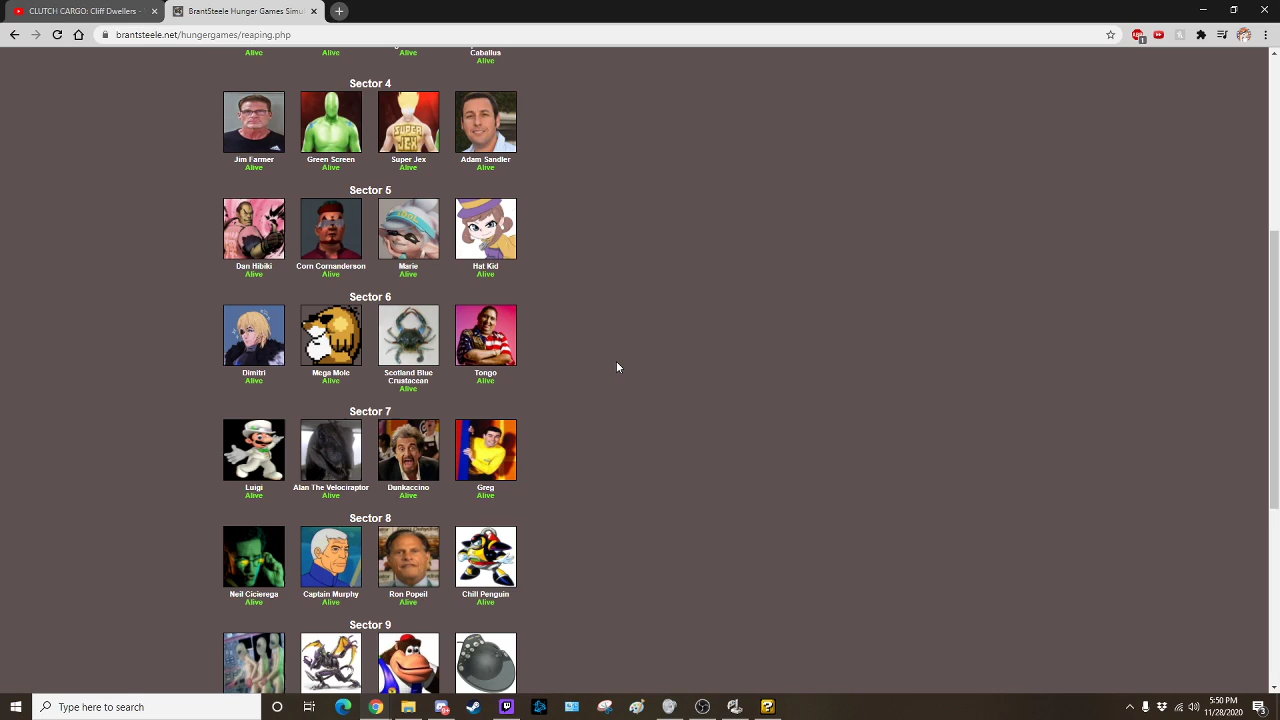 CLUTCH CARGO: Cliff Dwellers -
BrantSteele Hunger Games Simu
brantsteele.net/hungergames/reaping.php
Caballus
Alive Alive Alive Alive
Sector 4
SUPER JEX
Jim Farmer Green Screen Super Jex Adam Sandler
Alive Alive Alive Alive
Sector 5
Dan Hibiki Corn Cornanderson Marie Hat Kid
Alive Alive Alive Alive
Sector 6
Dimitri Mega Mole Scotland Blue Crustacean Tongo
Alive Alive Alive Alive
Sector 7
Luigi Alan The Velociraptor Dunkaccino Greg
Alive Alive Alive Alive
Sector 8
Neil Cicierega Captain Murphy Ron Popeil Chill Penguin
Alive Alive Alive Alive
Sector 9
Type here to search
5:50 PM
11/28/2020